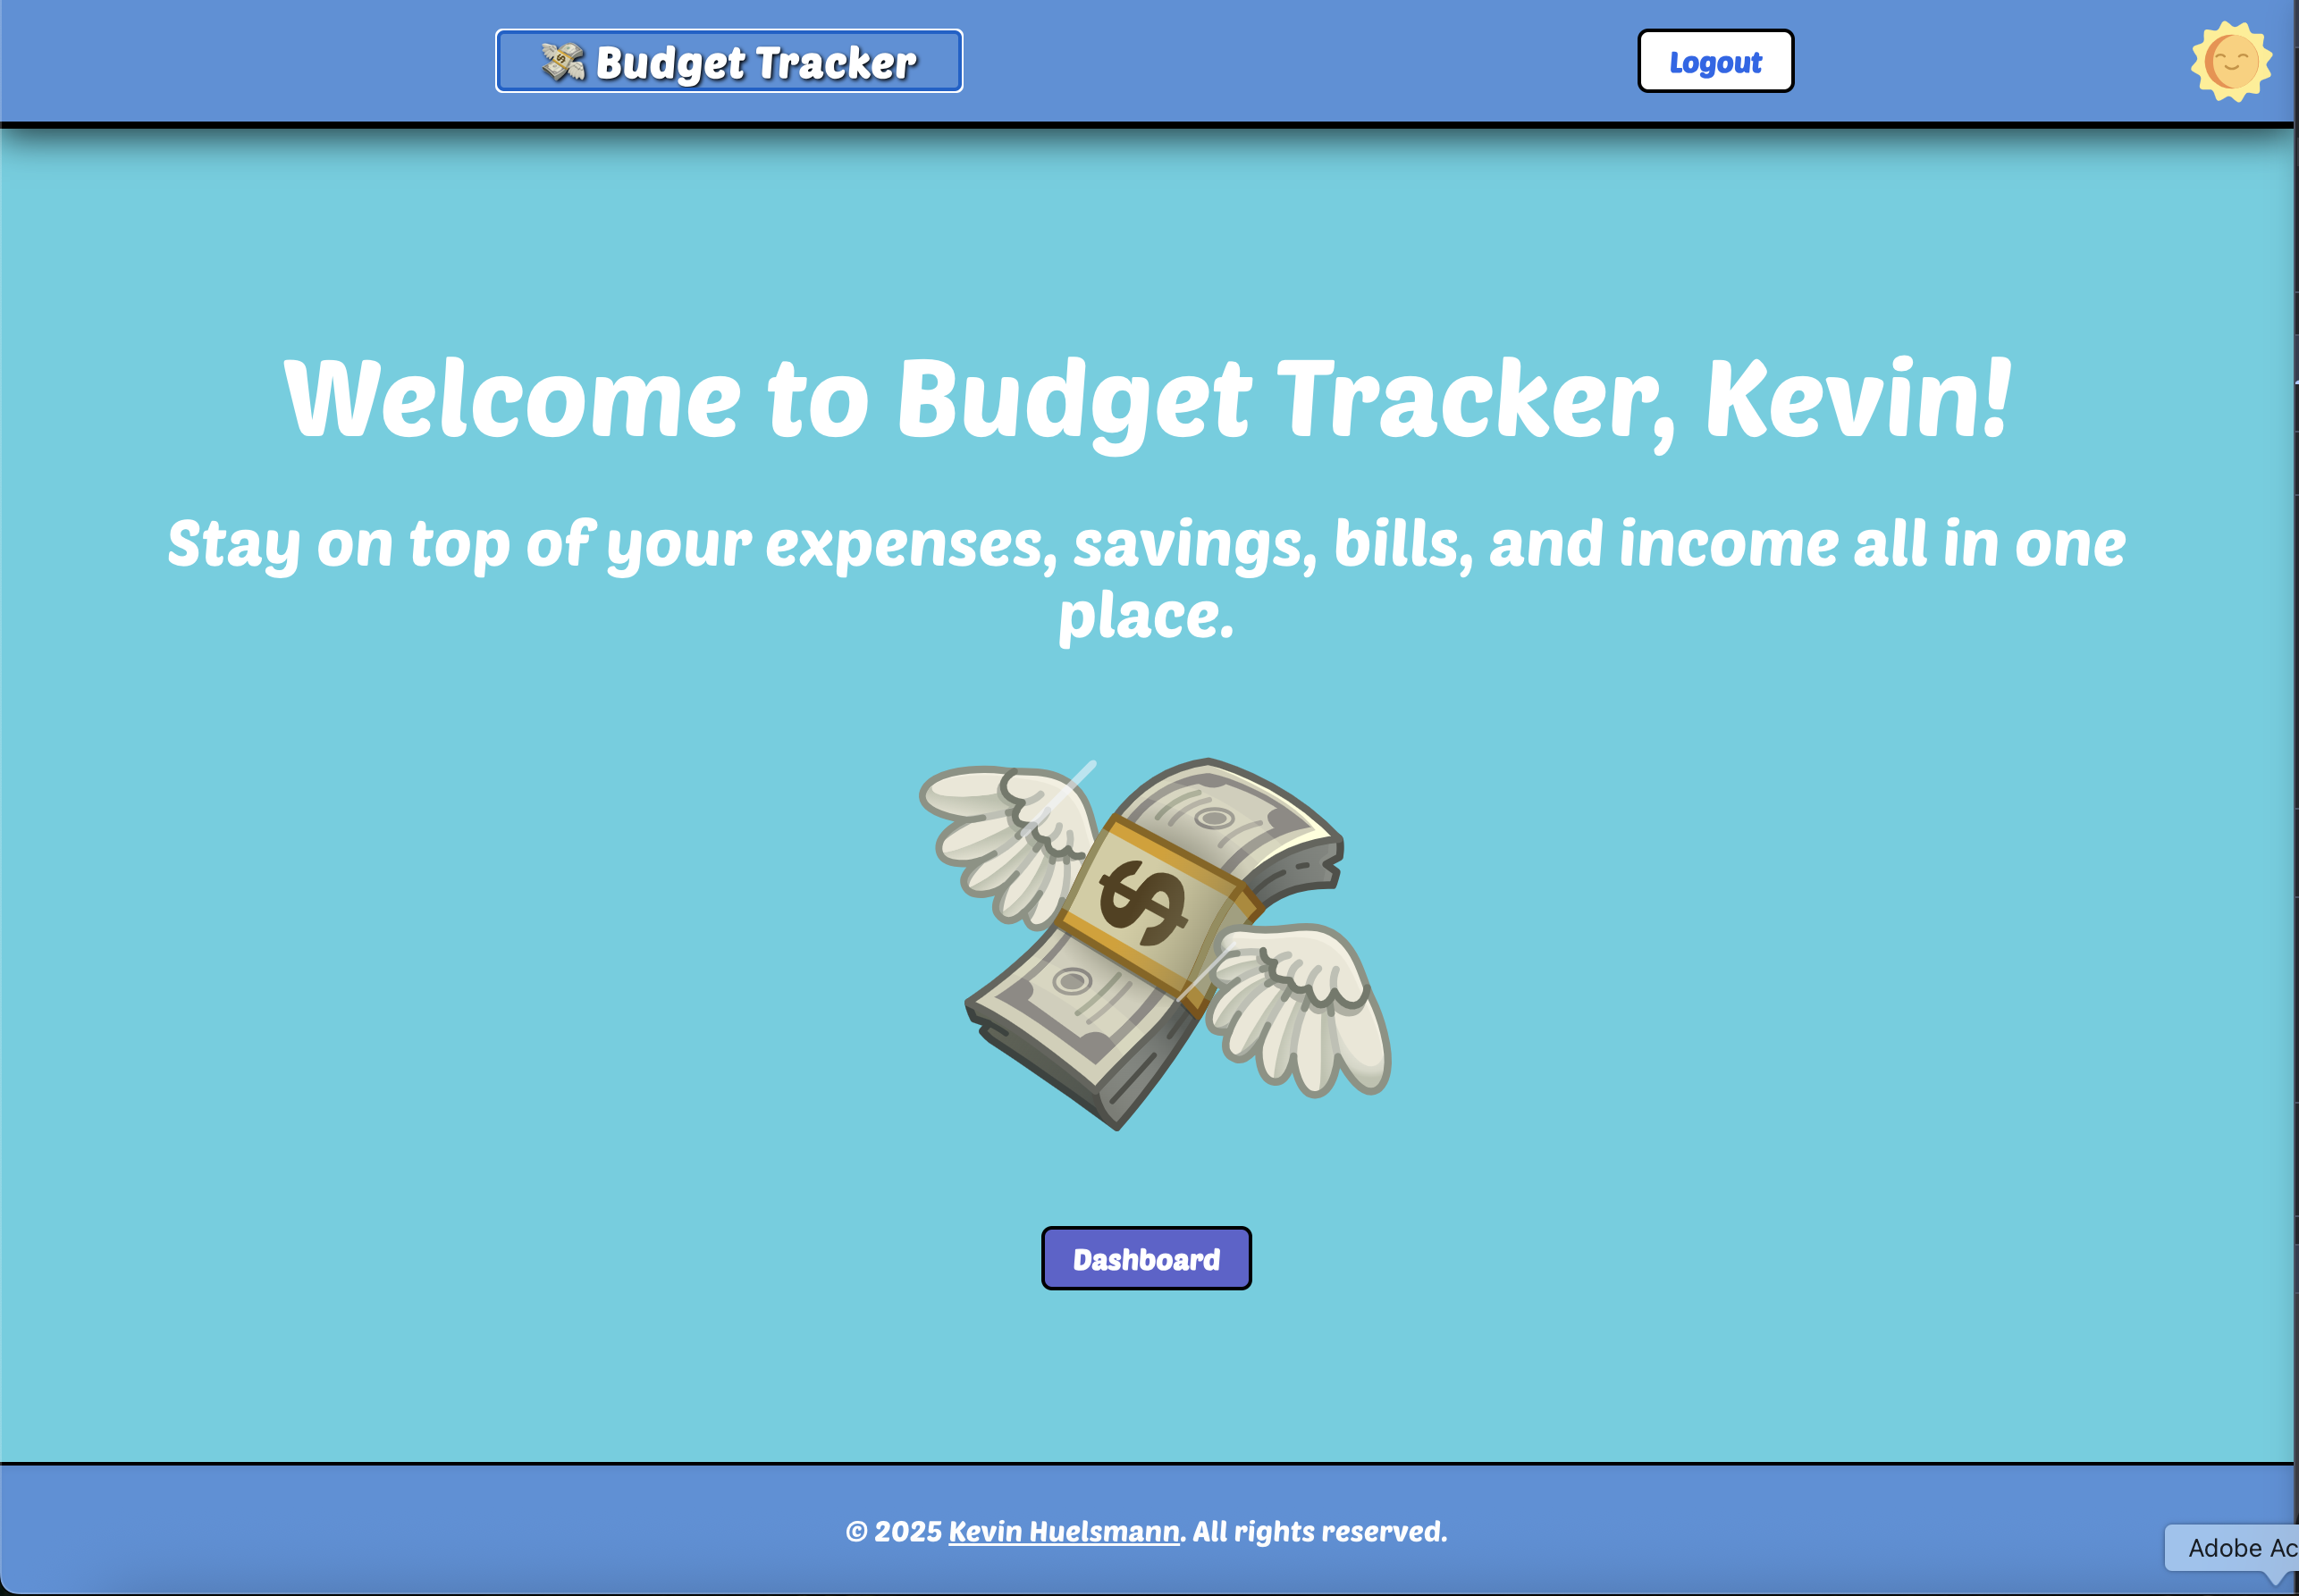 💸 Budget Tracker
Logout
Welcome to Budget Tracker, Kevin!
Stay on top of your expenses, savings, bills, and income all in one
place.
$
Dashboard
© 2025 Kevin Huelsmann. All rights reserved.
Adobe Ac